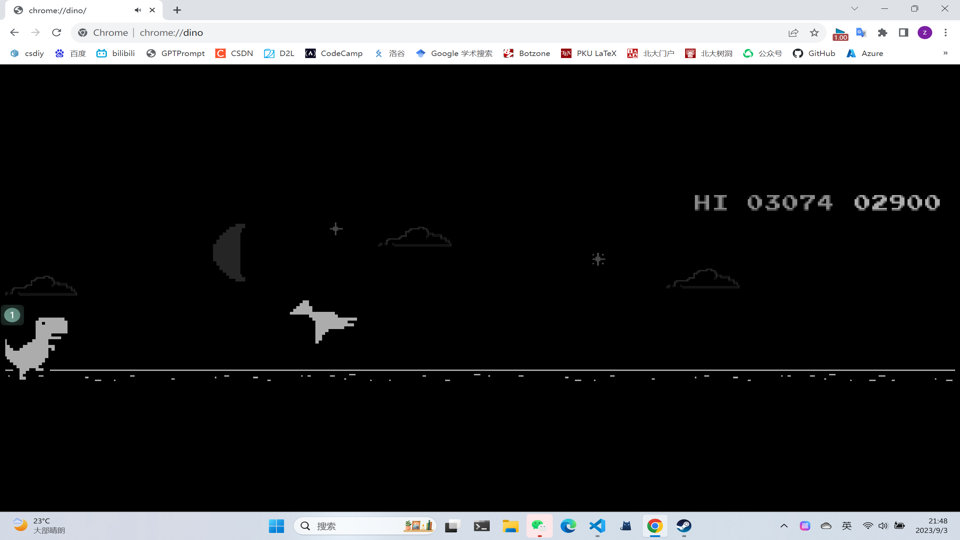 chrome://dino/
Chrome | chrome://dino
1.00
z
csdiy 百度 bilibili GPTPrompt CSDN D2L CodeCamp 洛谷 Google 学术搜索 Botzone PKU LaTeX 北大门户 北大树洞 公众号 GitHub Azure »
HI 03074 02900
1
23°C
大部晴朗
搜索
英
21:48
2023/9/3